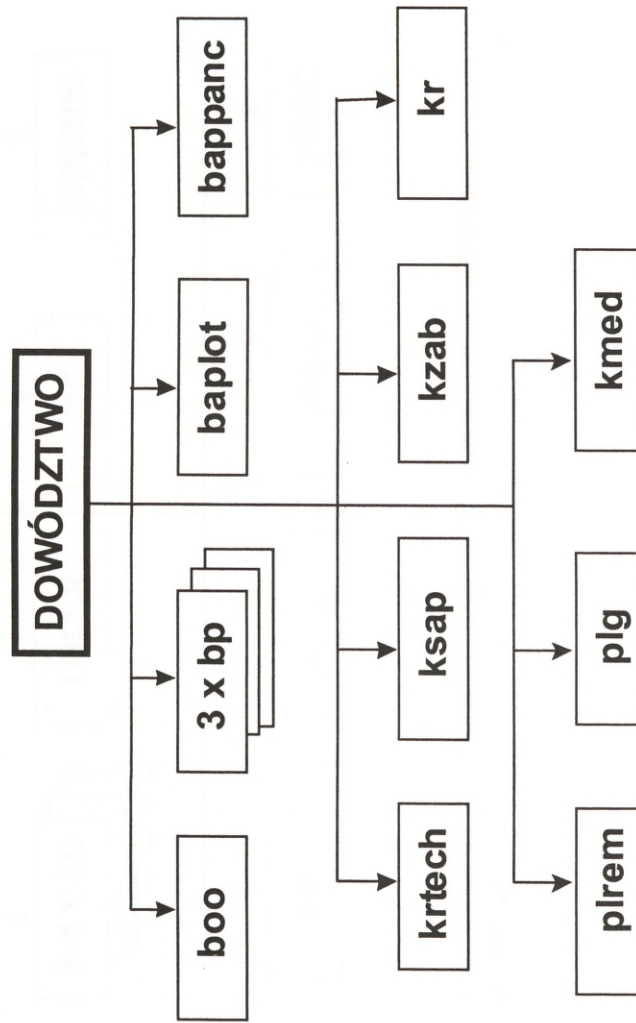 DOWÓDZTWO
boo
3 x bp
baplot
bappanc
krtech
ksap
kzab
kr
plrem
plg
kmed